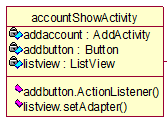 accountShowActivity
addaccount : AddActivity
addbutton : Button
listview : ListView
addbutton.ActionListener()
listview.setAdapter()